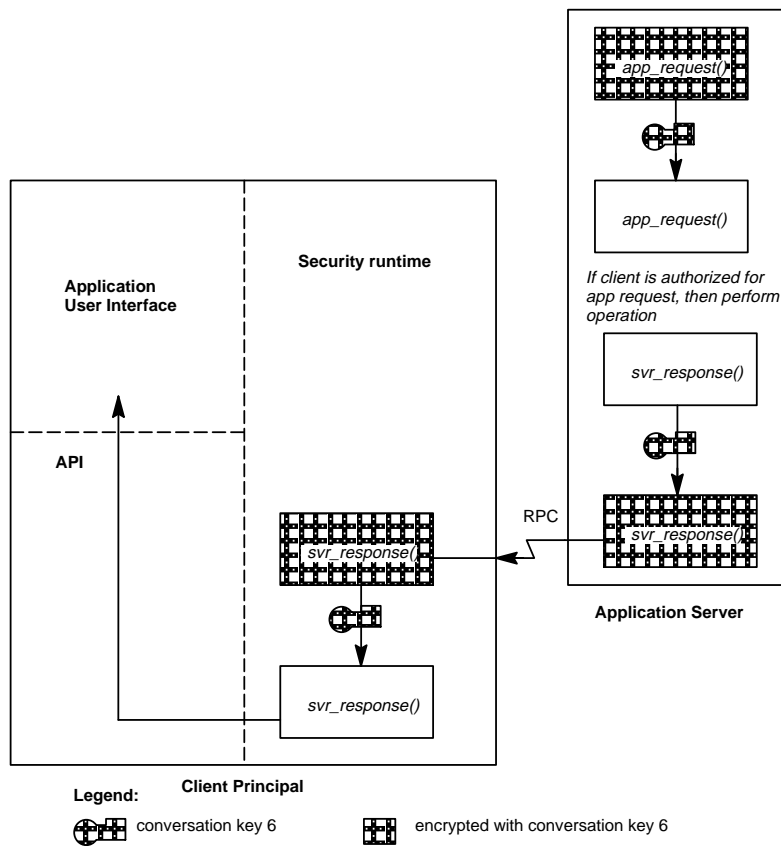 app_request()
app_request()
If client is authorized for
app request, then perform
operation
svr_response()
svr_response()
Application Server
RPC
Security runtime
Application
User Interface
API
svr_response()
svr_response()
Client Principal
Legend:
conversation key 6
encrypted with conversation key 6